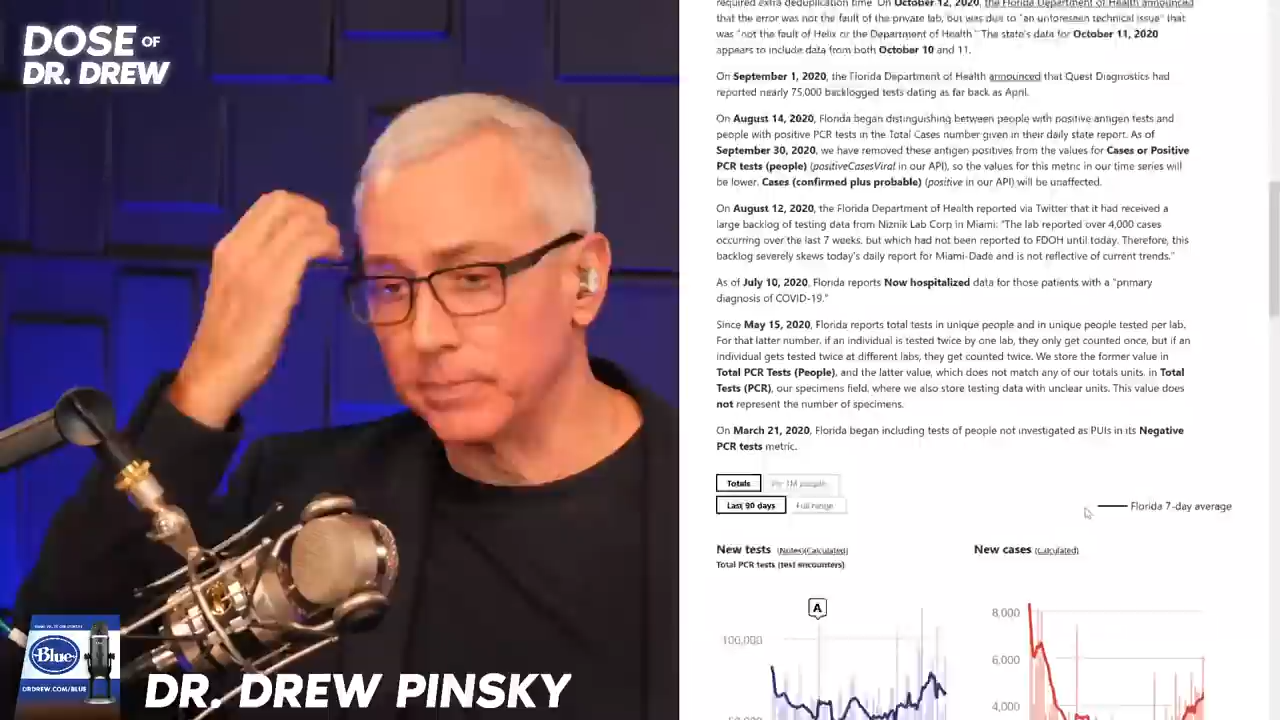 DOSE OF
DR. DREW
required extra deduplication time. On October 12, 2020, the Florida Department of Health announced
that the error was not the fault of the private lab, but was due to "an unforeseen technical issue" that
was "not the fault of Helix or the Department of Health." The state's data for October 11, 2020
appears to include data from both October 10 and 11.
On September 1, 2020, the Florida Department of Health announced that Quest Diagnostics had
reported nearly 75,000 backlogged tests dating as far back as April.
On August 14, 2020, Florida began distinguishing between people with positive antigen tests and
people with positive PCR tests in the Total Cases number given in their daily state report. As of
September 30, 2020, we have removed these antigen positives from the values for Cases or Positive
PCR tests (people) (positiveCasesViral in our API), so the values for this metric in our time series will
be lower. Cases (confirmed plus probable) (positive in our API) will be unaffected.
On August 12, 2020, the Florida Department of Health reported via Twitter that it had received a
large backlog of testing data from Niznik Lab Corp in Miami: "The lab reported over 4,000 cases
occurring over the last 7 weeks, but which had not been reported to FDOH until today. Therefore, this
backlog severely skews today's daily report for Miami-Dade and is not reflective of current trends."
As of July 10, 2020, Florida reports Now hospitalized data for those patients with a "primary
diagnosis of COVID-19."
Since May 15, 2020, Florida reports total tests in unique people and in unique people tested per lab.
For that latter number, if an individual is tested twice by one lab, they only get counted once, but if an
individual gets tested twice at different labs, they get counted twice. We store the former value in
Total PCR Tests (People), and the latter value, which does not match any of our totals units, in Total
Tests (PCR), our specimens field, where we also store testing data with unclear units. This value does
not represent the number of specimens.
On March 21, 2020, Florida began including tests of people not investigated as PUIs in its Negative
PCR tests metric.
Totals Per 1M people
Last 90 days Full range
Florida 7-day average
New tests (Notes)(Calculated)
Total PCR tests (test encounters)
New cases (Calculated)
A
100,000
8,000
6,000
4,000
Blue
DRDREW.COM/BLUE
DR. DREW PINSKY